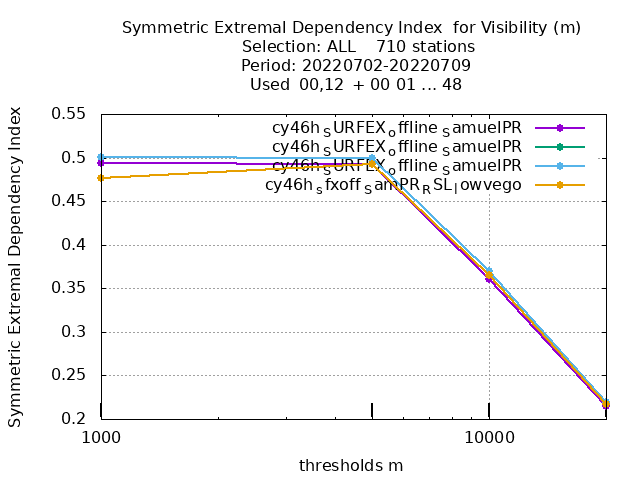 Symmetric Extremal Dependency Index  for Visibility (m)
Selection: ALL    710 stations
Period: 20220702-20220709
Used  00,12  + 00 01 ... 48
Symmetric Extremal Dependency Index
0.55
0.5
0.45
0.4
0.35
0.3
0.25
0.2
cy46h_SURFEX_offline_SamuelPR
cy46h_SURFEX_offline_SamuelPR
cy46h_SURFEX_offline_SamuelPR
cy46h_sfxoff_SamPR_RSL_lowvego
1000
10000
thresholds m